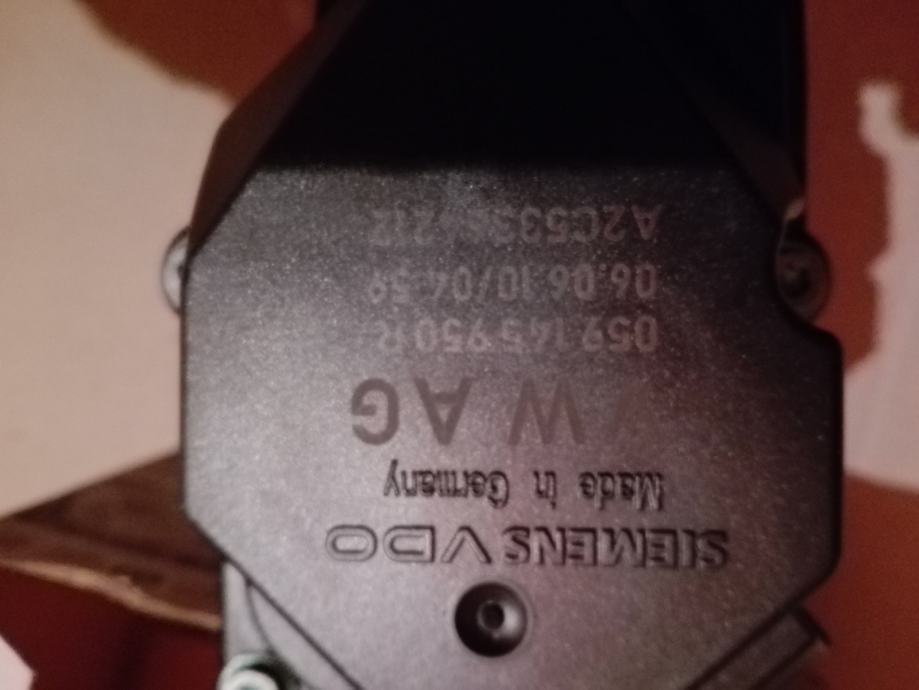 SIEMENS VDO
Made in Germany
VW AG
059 145 950 R
06.06.10/04.59